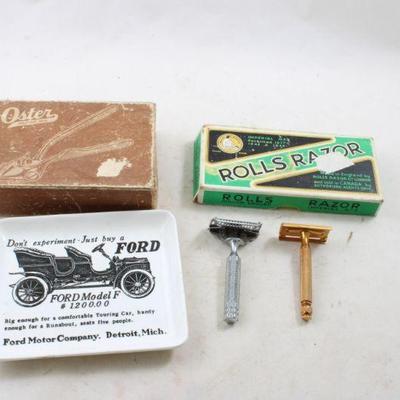 Oster
ROLLS RAZOR
ROLLS RAZOR
Don't experiment - Just buy a
FORD
FORD Model F
$1200.00
Big enough for a comfortable Touring Car, handy
enough for a Runabout, seats five people.
Ford Motor Company, Detroit, Mich.